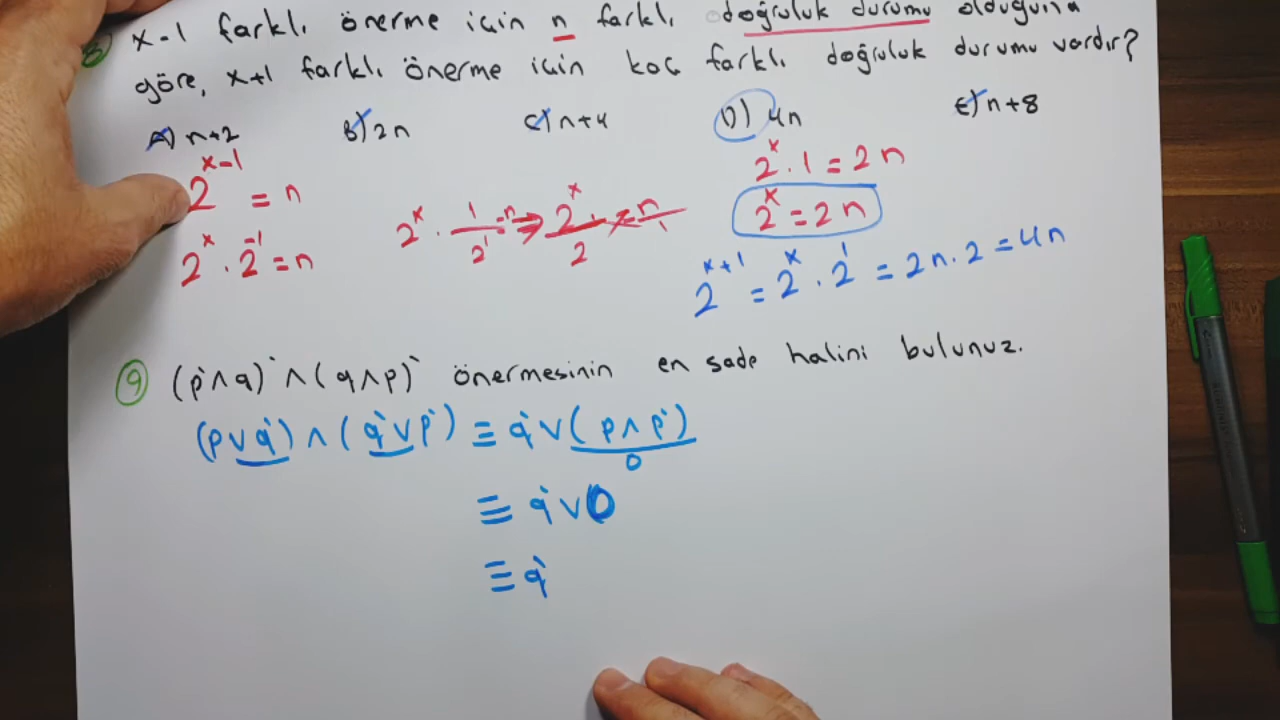 8 x-1 farklı önerme için n farklı doğruluk durumu olduğuna
göre, x+1 farklı önerme için kaç farklı doğruluk durumu vardır?
A) n+2 B) 2n C) n+4 D) 4n E) n+8
2^(x-1) = n
2^x . 2^-1 = n
2^x . 1/2^1 = n ⇒ 2^x/2 = n/1
2^x . 1 = 2n
2^x = 2n
2^(x+1) = 2^x . 2^1 = 2n . 2 = 4n
9 (p'∧q)' ∧ (q∧p)' önermesinin en sade halini bulunuz.
(p∨q') ∧ (q'∨p') ≡ q'∨(p∧p')
0
≡ q'∨0
≡ q'